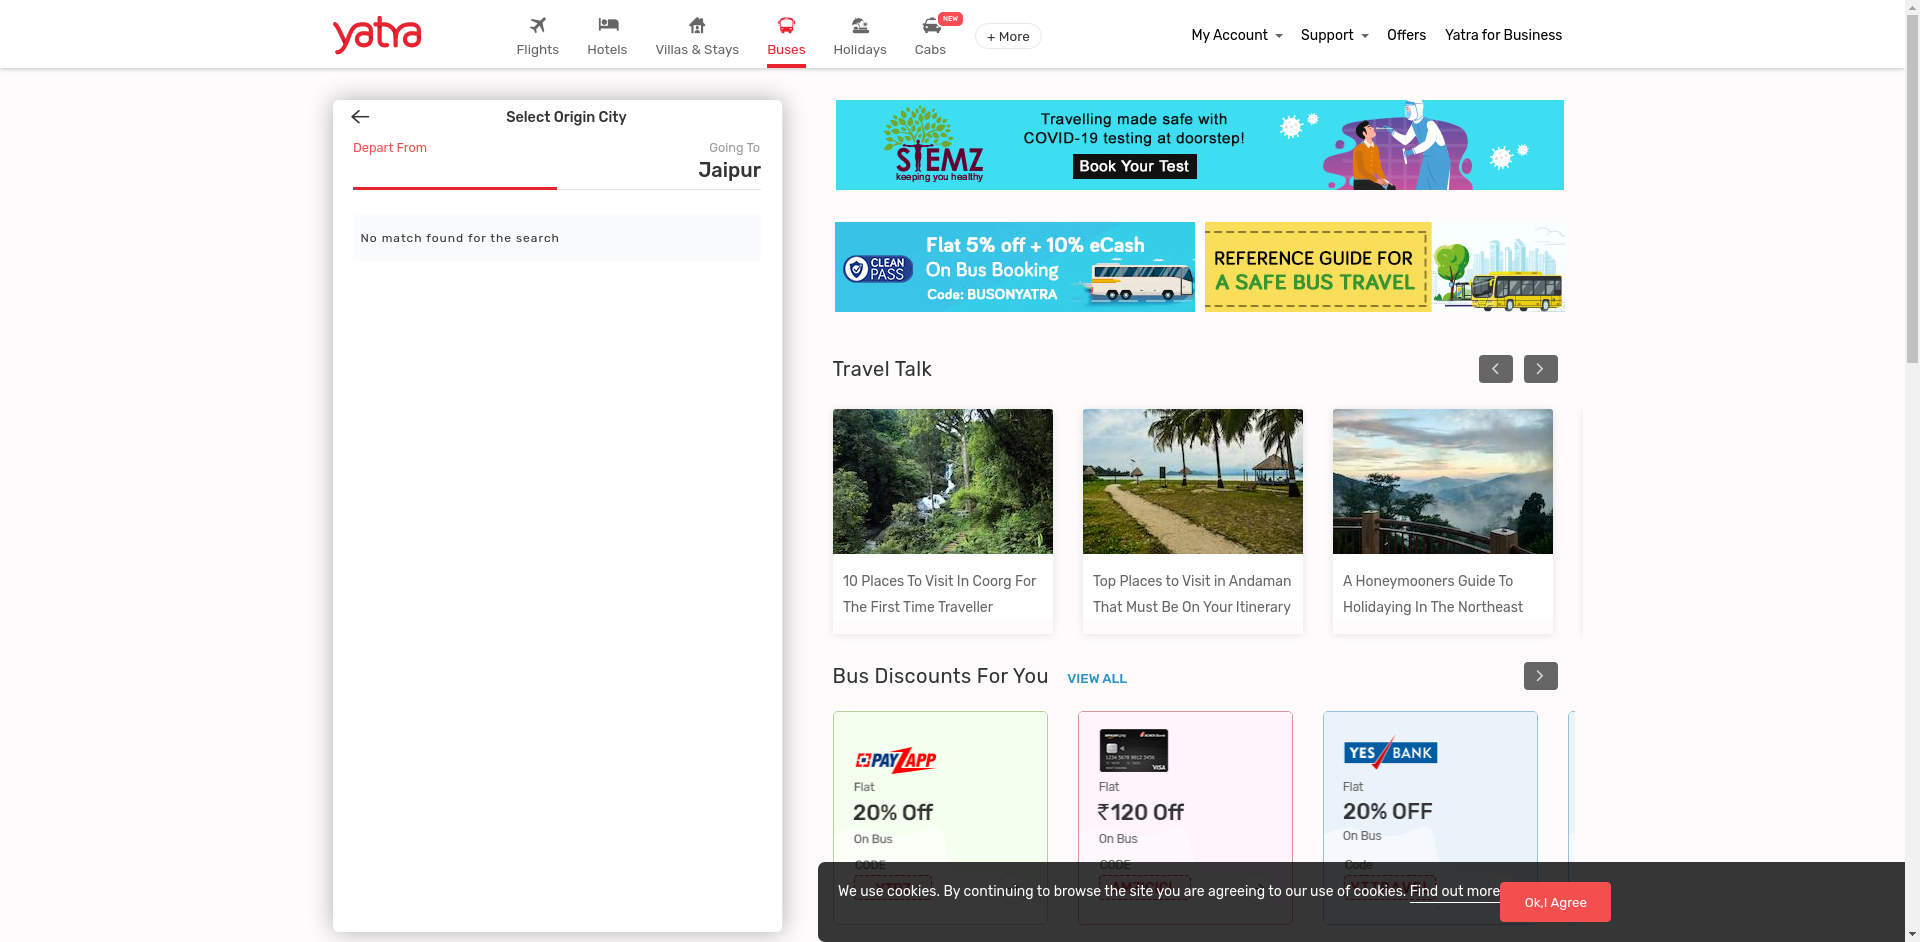 yatra
Flights
Hotels
Villas & Stays
Buses
Holidays
NEW
Cabs
+ More
My Account
Support
Offers
Yatra for Business
Select Origin City
Depart From
Going To
Jaipur
No match found for the search
STEMZ
keeping you healthy
Travelling made safe with
COVID-19 testing at doorstep!
Book Your Test
CLEAN
PASS
Flat 5% off + 10% eCash
On Bus Booking
Code: BUSONYATRA
REFERENCE GUIDE FOR
A SAFE BUS TRAVEL
Travel Talk
10 Places To Visit In Coorg For
The First Time Traveller
Top Places to Visit in Andaman
That Must Be On Your Itinerary
A Honeymooners Guide To
Holidaying In The Northeast
Bus Discounts For You
VIEW ALL
PAYZAPP
Flat
20% Off
On Bus
CODE
VISA
Flat
₹120 Off
On Bus
CODE
YES BANK
Flat
20% OFF
On Bus
Code
We use cookies. By continuing to browse the site you are agreeing to our use of cookies. Find out more
Ok,I Agree